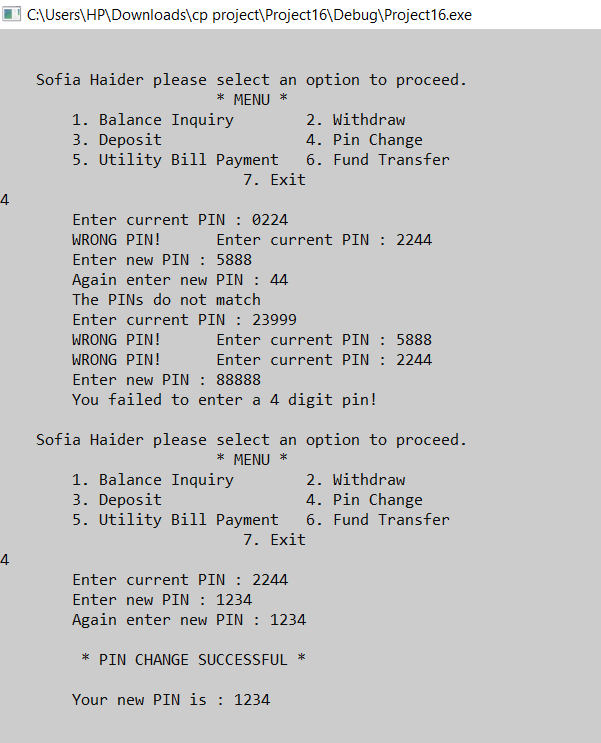 C:\Users\HP\Downloads\cp project\Project16\Debug\Project16.exe
Sofia Haider please select an option to proceed.
* MENU *
1. Balance Inquiry 2. Withdraw
3. Deposit 4. Pin Change
5. Utility Bill Payment 6. Fund Transfer
7. Exit
4
Enter current PIN : 0224
WRONG PIN! Enter current PIN : 2244
Enter new PIN : 5888
Again enter new PIN : 44
The PINs do not match
Enter current PIN : 23999
WRONG PIN! Enter current PIN : 5888
WRONG PIN! Enter current PIN : 2244
Enter new PIN : 88888
You failed to enter a 4 digit pin!
Sofia Haider please select an option to proceed.
* MENU *
1. Balance Inquiry 2. Withdraw
3. Deposit 4. Pin Change
5. Utility Bill Payment 6. Fund Transfer
7. Exit
4
Enter current PIN : 2244
Enter new PIN : 1234
Again enter new PIN : 1234
* PIN CHANGE SUCCESSFUL *
Your new PIN is : 1234